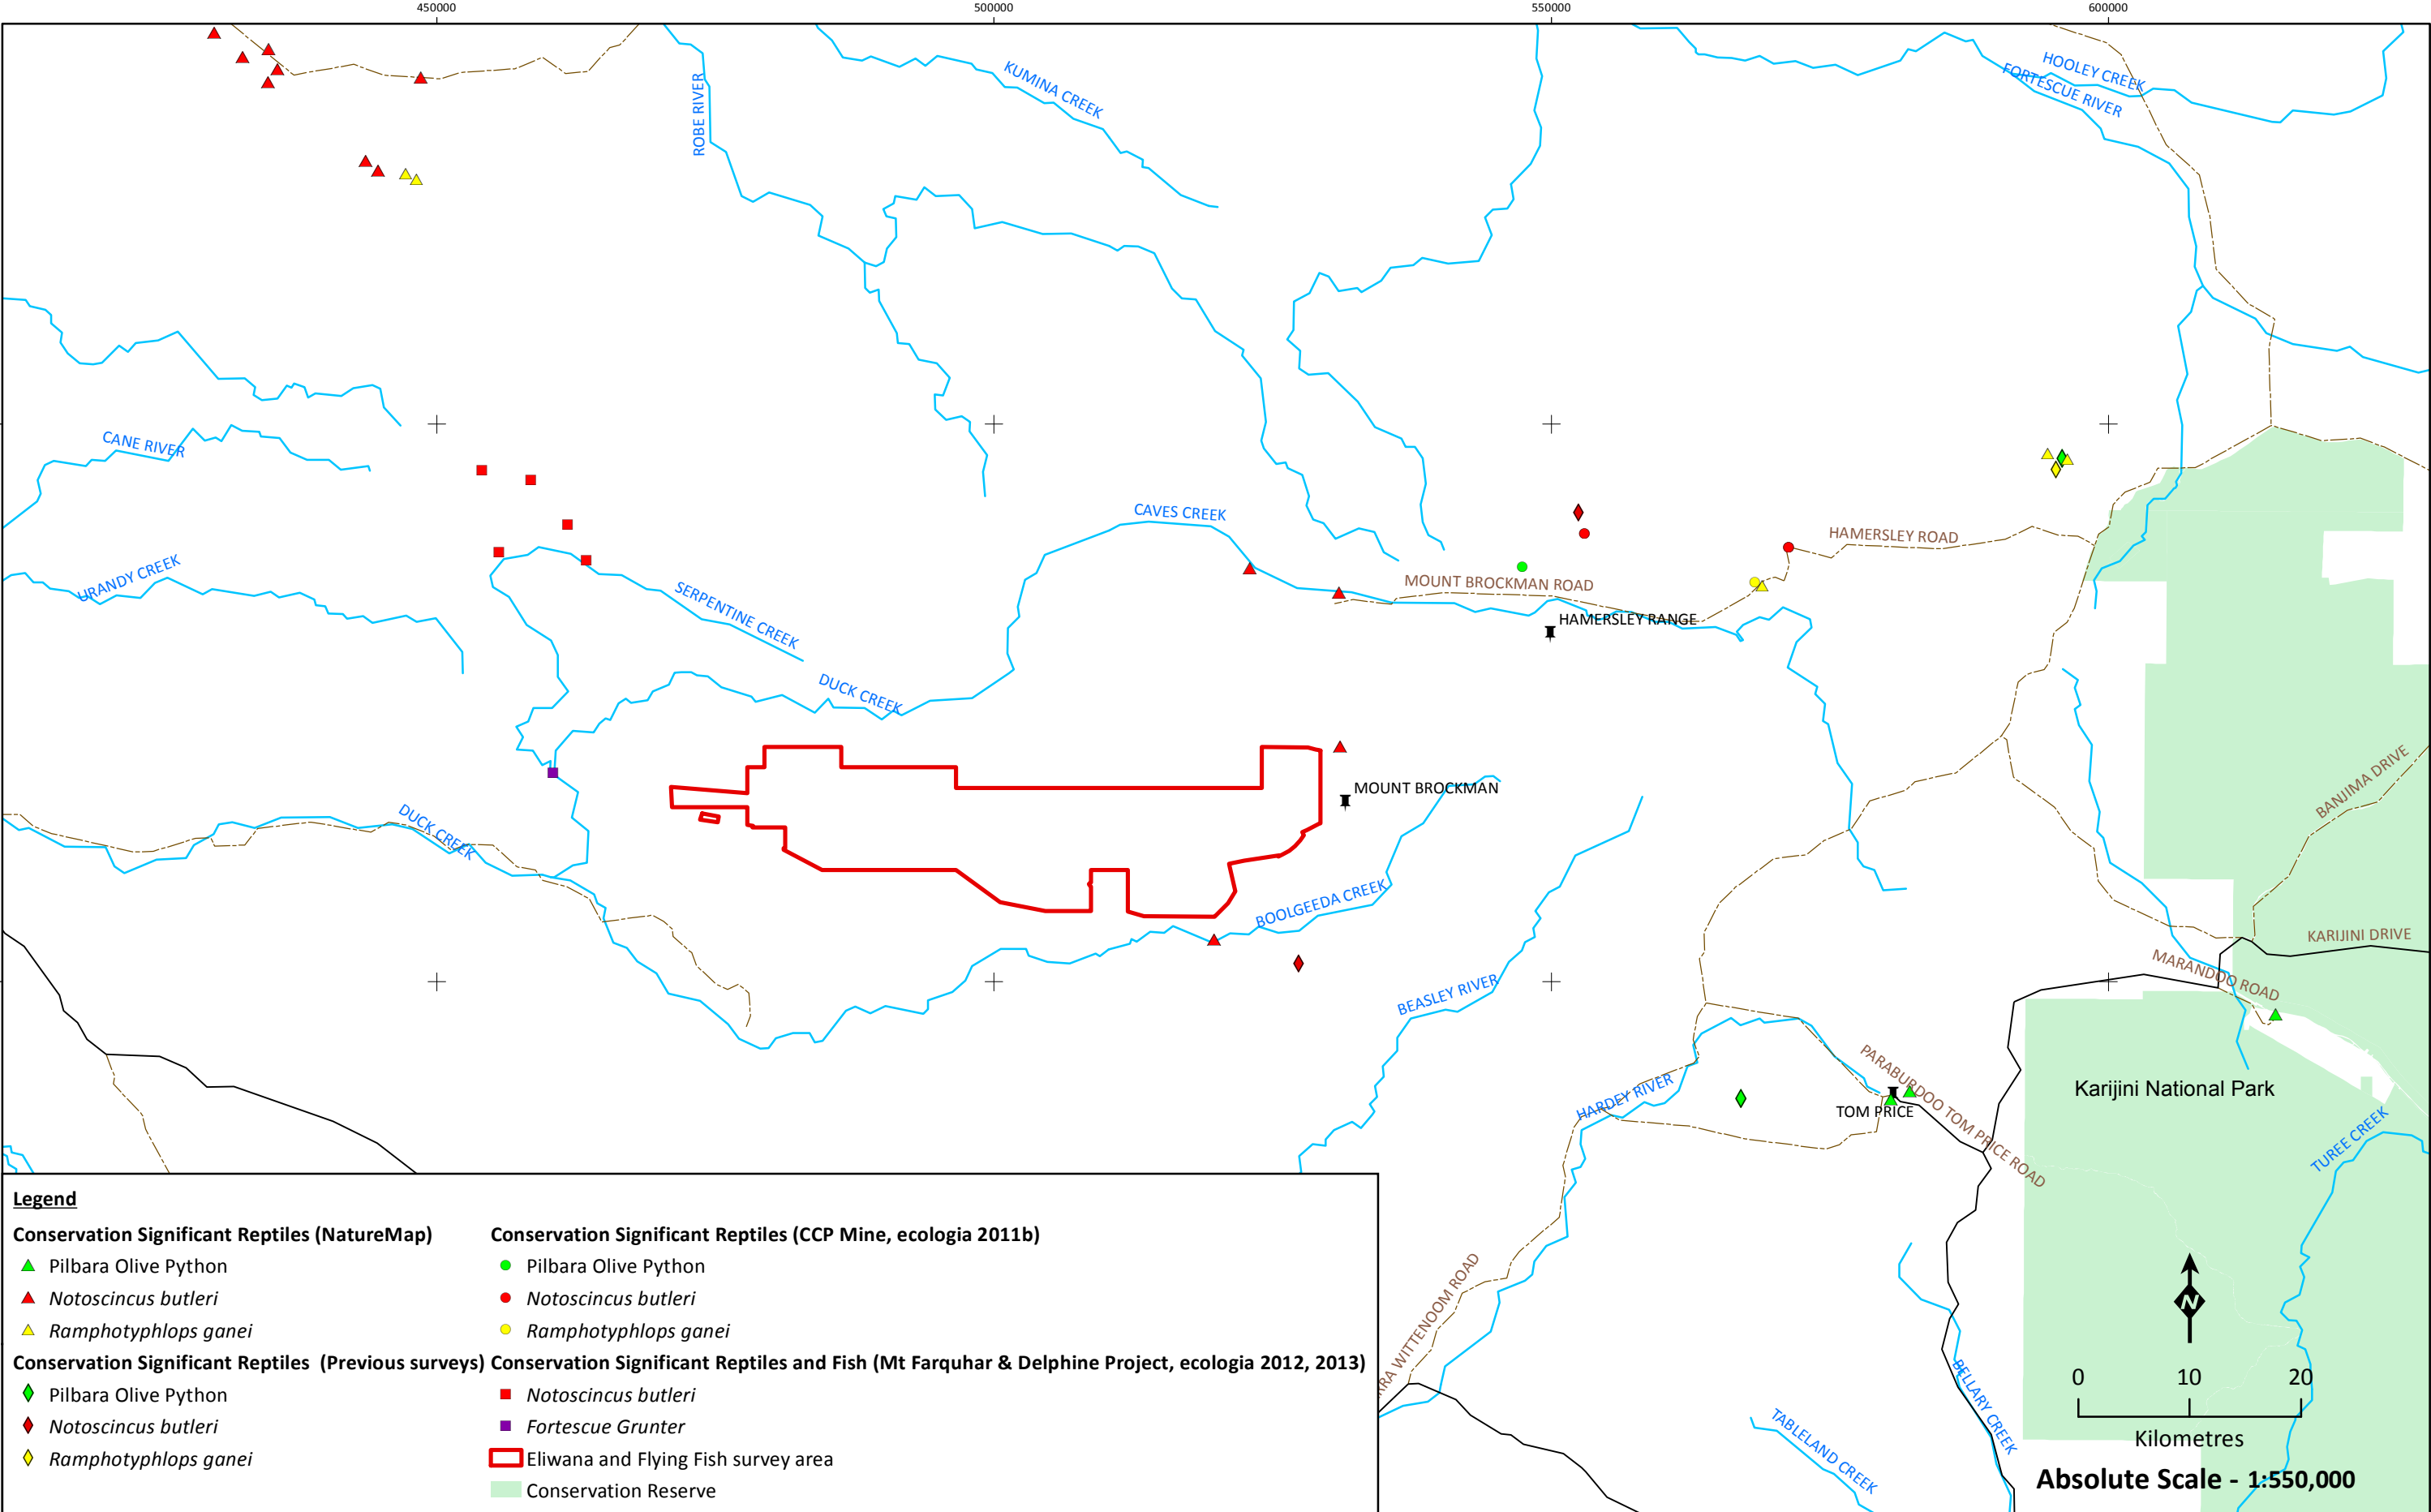 450000
500000
550000
600000
HOOLEY CREEK
FORTESCUE RIVER
KUMINA CREEK
ROBE RIVER
CANE RIVER
CAVES CREEK
HAMERSLEY ROAD
URANDY CREEK
MOUNT BROCKMAN ROAD
SERPENTINE CREEK
HAMERSLEY RANGE
DUCK CREEK
BANJIMA DRIVE
MOUNT BROCKMAN
DUCK CREEK
BOOLGEEDA CREEK
KARIJINI DRIVE
MARANDOO ROAD
BEASLEY RIVER
HARDEY RIVER
PARABURDOO TOM PRICE ROAD
Karijini National Park
TOM PRICE
TUREE CREEK
RRA WITTENOOM ROAD
BELLARY CREEK
TABLELAND CREEK
Legend
Conservation Significant Reptiles (NatureMap)
Pilbara Olive Python
Notoscincus butleri
Ramphotyphlops ganei
Conservation Significant Reptiles (Previous surveys)
Pilbara Olive Python
Notoscincus butleri
Ramphotyphlops ganei
Conservation Significant Reptiles (CCP Mine, ecologia 2011b)
Pilbara Olive Python
Notoscincus butleri
Ramphotyphlops ganei
Conservation Significant Reptiles and Fish (Mt Farquhar & Delphine Project, ecologia 2012, 2013)
Notoscincus butleri
Fortescue Grunter
Eliwana and Flying Fish survey area
Conservation Reserve
N
0 10 20
Kilometres
Absolute Scale - 1:550,000